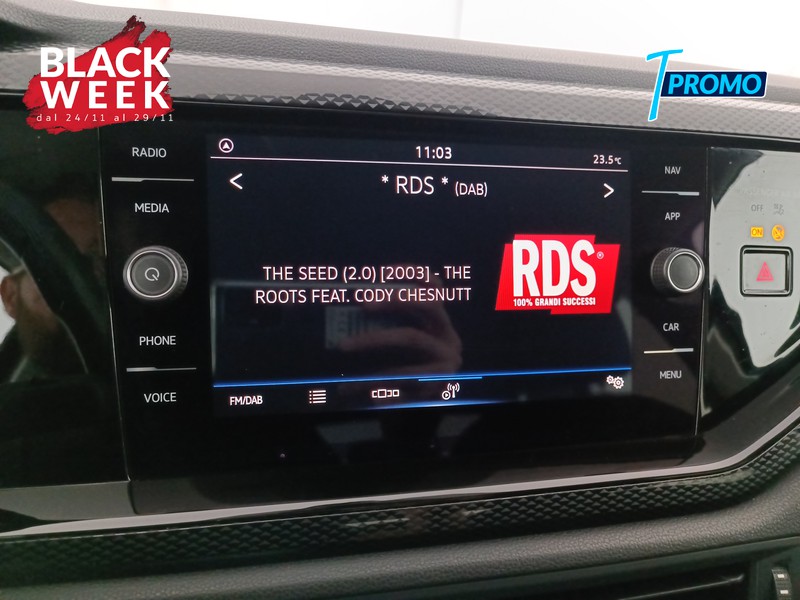 BLACK
WEEK
dal 24/11 al 29/11
T PROMO
RADIO
MEDIA
PHONE
VOICE
11:03
23.5°C
< * RDS * (DAB) >
THE SEED (2.0) [2003] - THE
ROOTS FEAT. CODY CHESNUTT
RDS®
100% GRANDI SUCCESSI
FM/DAB
NAV
APP
CAR
MENU
OFF
ON